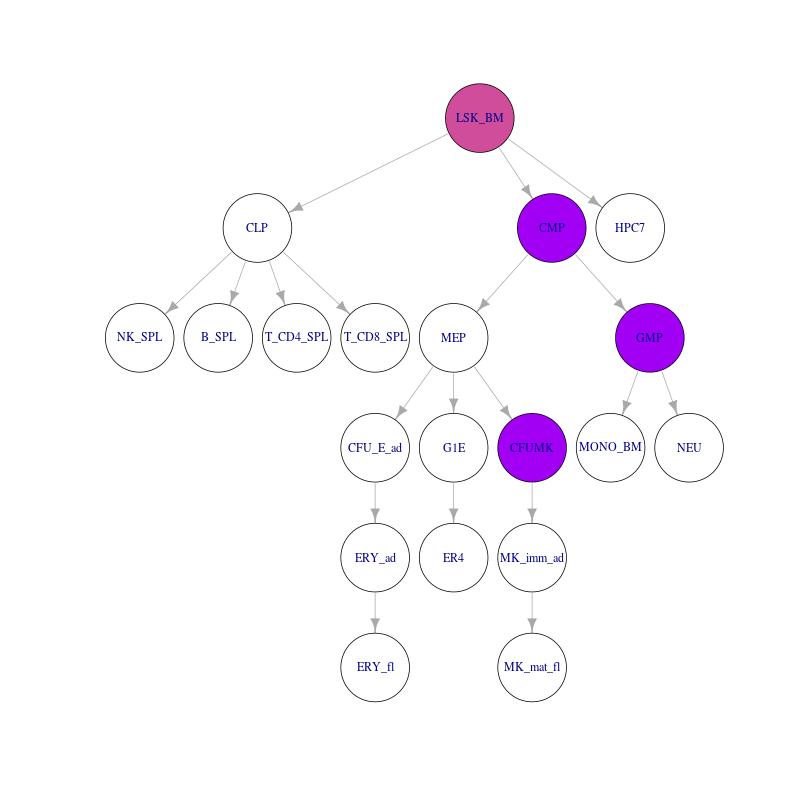 LSK_BM
CLP
CMP
HPC7
NK_SPL
B_SPL
T_CD4_SPL
T_CD8_SPL
MEP
GMP
CFU_E_ad
G1E
CFUMK
MONO_BM
NEU
ERY_ad
ER4
MK_imm_ad
ERY_fl
MK_mat_fl